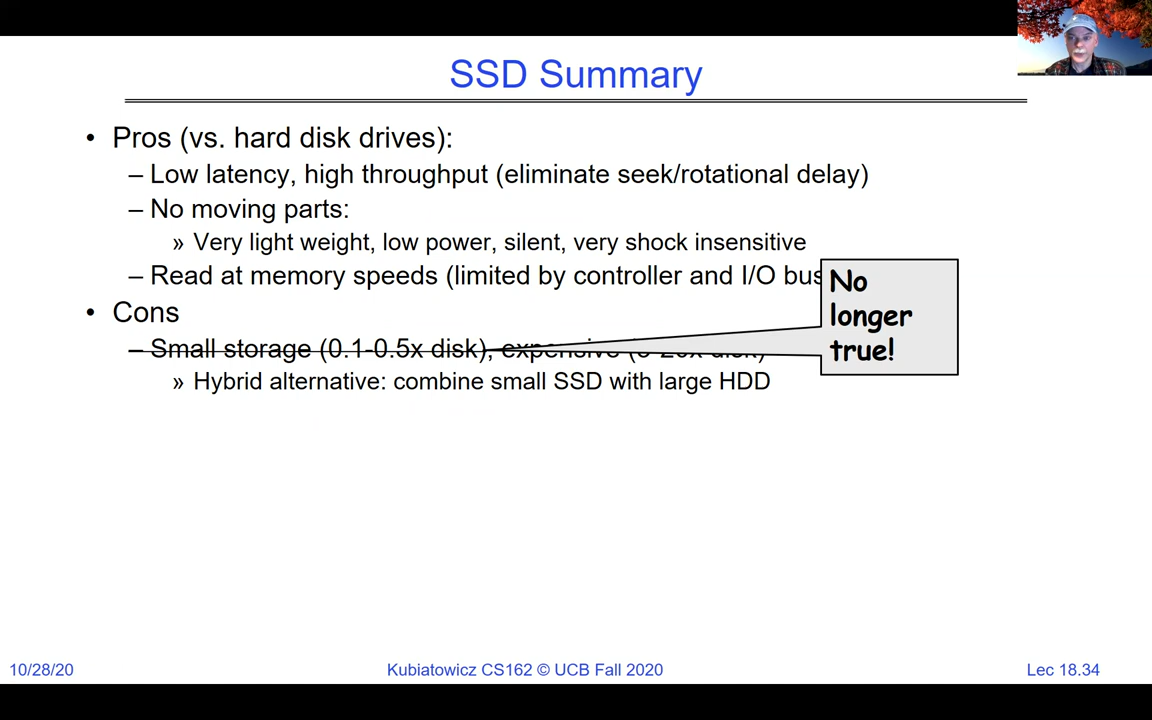 SSD Summary
• Pros (vs. hard disk drives):
– Low latency, high throughput (eliminate seek/rotational delay)
– No moving parts:
» Very light weight, low power, silent, very shock insensitive
– Read at memory speeds (limited by controller and I/O bus
No
longer
true!
• Cons
– Small storage (0.1-0.5x disk), expensive disk)
» Hybrid alternative: combine small SSD with large HDD
10/28/20
Kubiatowicz CS162 © UCB Fall 2020
Lec 18.34